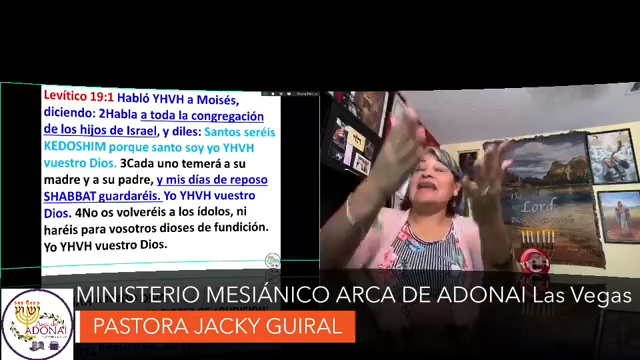 Levítico 19:1 Habló YHVH a Moisés,
diciendo: 2Habla a toda la congregación
de los hijos de Israel, y diles: Santos seréis
KEDOSHIM porque santo soy yo YHVH
vuestro Dios. 3Cada uno temerá a su
madre y a su padre, y mis días de reposo
SHABBAT guardaréis. Yo YHVH vuestro
Dios. 4No os volveréis a los ídolos, ni
haréis para vosotros dioses de fundición.
Yo YHVH vuestro Dios.
The
Lord
MINISTERIO MESIÁNICO ARCA DE ADONAI Las Vegas
PASTORA JACKY GUIRAL
Arca de
ADONAI